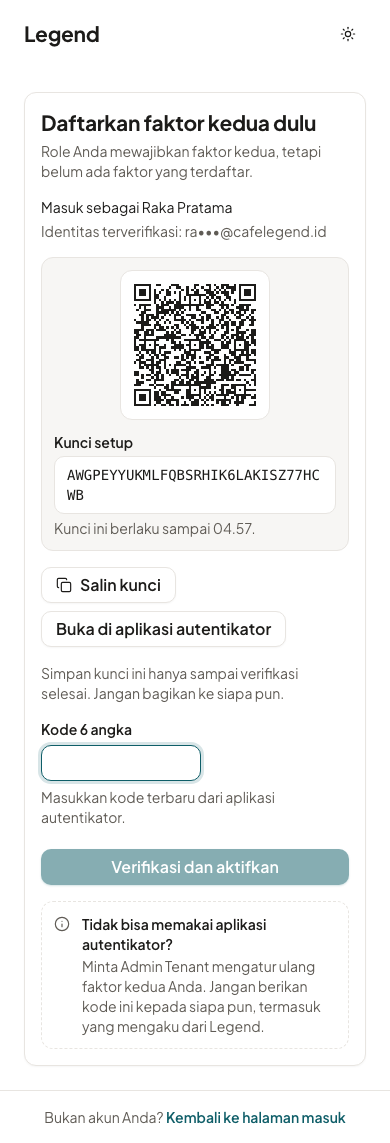 Legend
Daftarkan faktor kedua dulu
Role Anda mewajibkan faktor kedua, tetapi
belum ada faktor yang terdaftar.
Masuk sebagai Raka Pratama
Identitas terverifikasi: ra•••@cafelegend.id
Kunci setup
AWGPEYYUKMLFQBSRHIK6LAKISZ77HC
WB
Kunci ini berlaku sampai 04.57.
Salin kunci
Buka di aplikasi autentikator
Simpan kunci ini hanya sampai verifikasi
selesai. Jangan bagikan ke siapa pun.
Kode 6 angka
Masukkan kode terbaru dari aplikasi
autentikator.
Verifikasi dan aktifkan
Tidak bisa memakai aplikasi
autentikator?
Minta Admin Tenant mengatur ulang
faktor kedua Anda. Jangan berikan
kode ini kepada siapa pun, termasuk
yang mengaku dari Legend.
Bukan akun Anda? Kembali ke halaman masuk